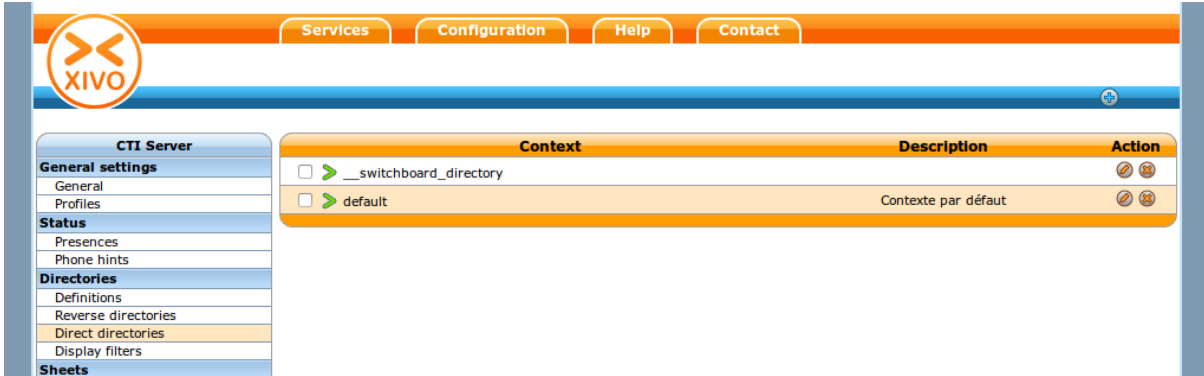 Services Configuration Help Contact
XIVO
CTI Server
General settings
General
Profiles
Status
Presences
Phone hints
Directories
Definitions
Reverse directories
Direct directories
Display filters
Sheets
Context Description Action
__switchboard_directory
default Contexte par défaut